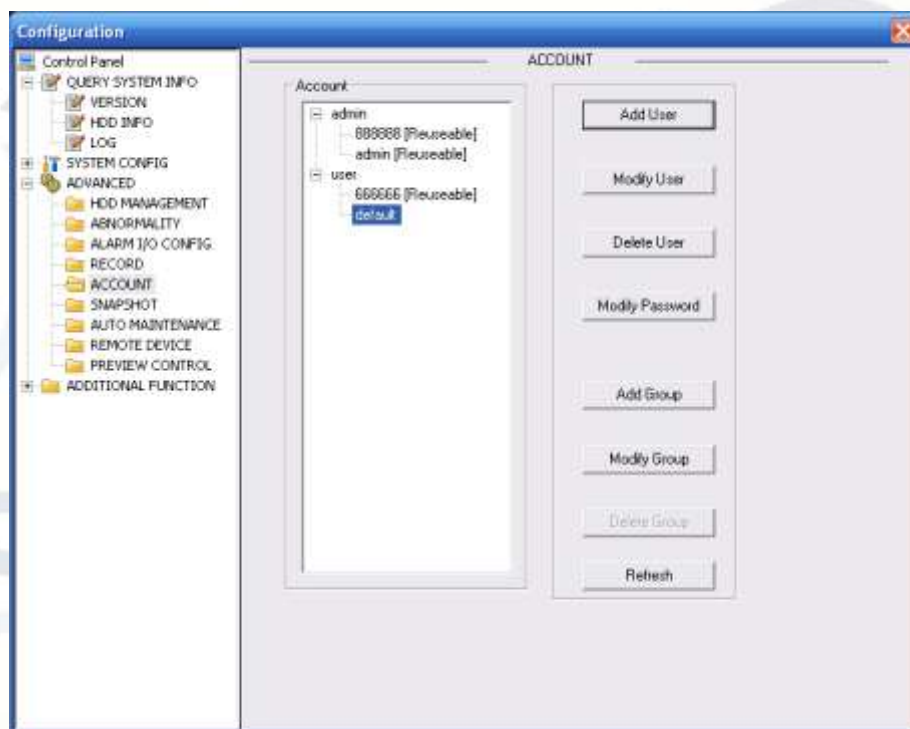 Configuration
Control Panel
QUERY SYSTEM INFO
VERSION
HDD INFO
LOG
SYSTEM CONFIG
ADVANCED
HDD MANAGEMENT
ABNORMALITY
ALARM I/O CONFIG
RECORD
ACCOUNT
SNAPSHOT
AUTO MAINTENANCE
REMOTE DEVICE
PREVIEW CONTROL
ADDITIONAL FUNCTION
ACCOUNT
Account
admin
888888 [Reuseable]
admin [Reuseable]
user
666666 [Reuseable]
default
Add User
Modify User
Delete User
Modify Password
Add Group
Modify Group
Delete Group
Refresh